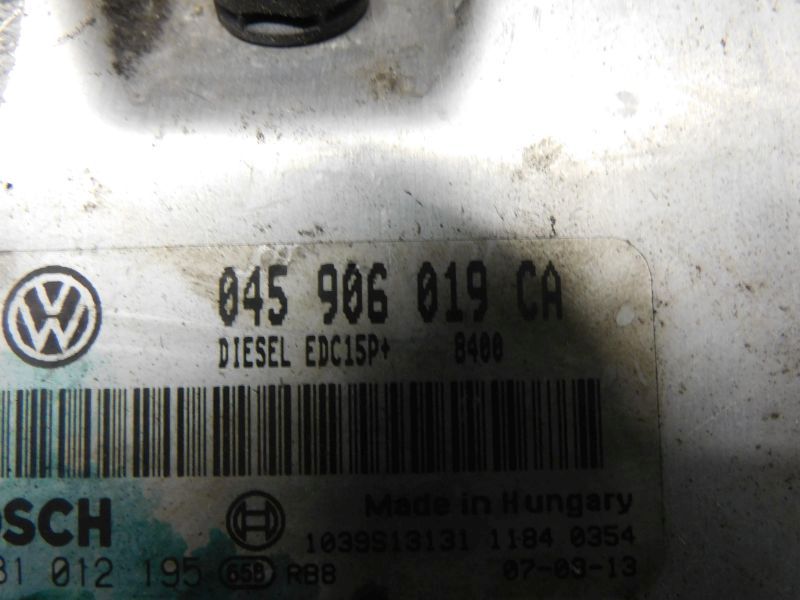 045 906 019 CA
DIESEL EDC15P+ 8400
Made in Hungary
OSCH
1039S13131 1184 0354
81 012 195 65B RB8
07-03-13